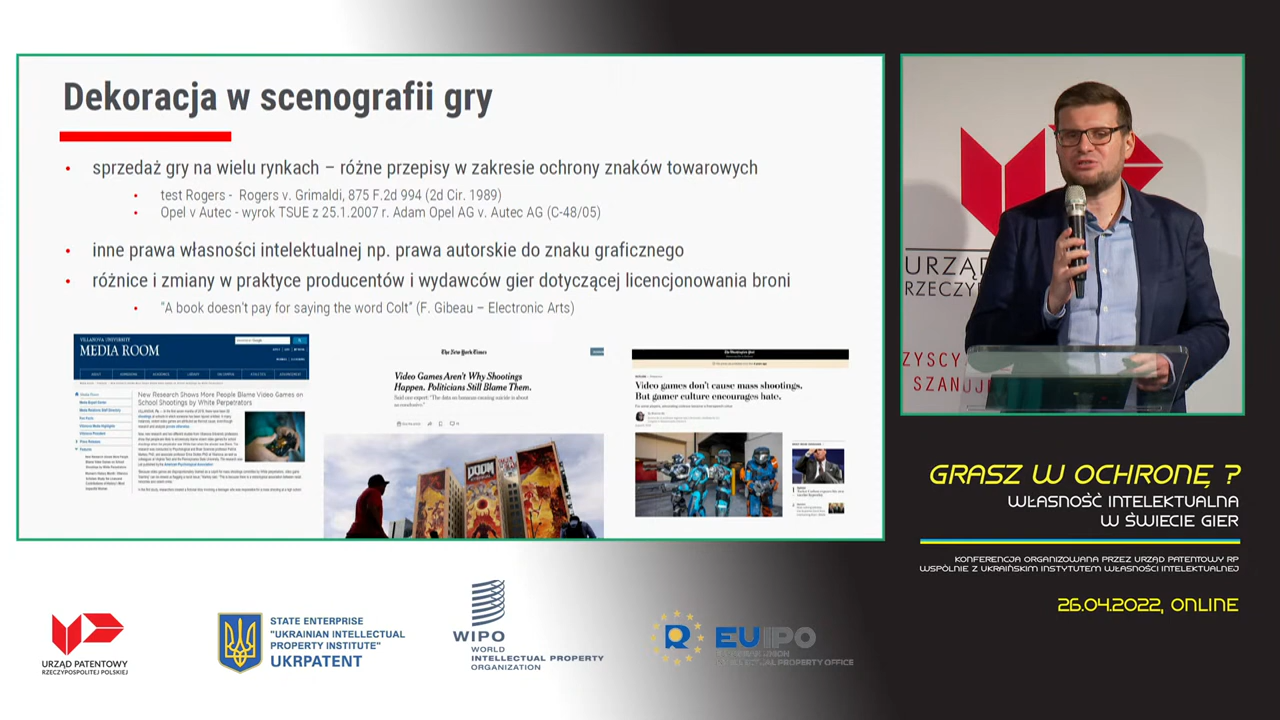 Dekoracja w scenografii gry
• sprzedaż gry na wielu rynkach – różne przepisy w zakresie ochrony znaków towarowych
• test Rogers - Rogers v. Grimaldi, 875 F.2d 994 (2d Cir. 1989)
• Opel v Autec - wyrok TSUE z 25.1.2007 r. Adam Opel AG v. Autec AG (C-48/05)
• inne prawa własności intelektualnej np. prawa autorskie do znaku graficznego
• różnice i zmiany w praktyce producentów i wydawców gier dotyczącej licencjonowania broni
• "A book doesn't pay for saying the word Colt" (F. Gibeau – Electronic Arts)
VILLANOVA UNIVERSITY
MEDIA ROOM
New Research Shows More People Blame Video Games on
School Shootings by White Perpetrators
The New York Times
Video Games Aren't Why Shootings
Happen. Politicians Still Blame Them.
DOOM
The Washington Post
Video games don't cause mass shootings.
But gamer culture encourages hate.
URZĄD
RZECZYP
ZYSCY
SZANUJ
GRASZ W OCHRONĘ ?
WŁASNOŚĆ INTELEKTUALNA
W ŚWIECIE GIER
KONFERENCJA ORGANIZOWANA PRZEZ URZĄD PATENTOWY RP
WSPÓLNIE Z UKRAIŃSKIM INSTYTUTEM WŁASNOŚCI INTELEKTUALNEJ
26.04.2022, ONLINE
URZĄD PATENTOWY
RZECZYPOSPOLITEJ POLSKIEJ
STATE ENTERPRISE
"UKRAINIAN INTELLECTUAL
PROPERTY INSTITUTE"
UKRPATENT
WIPO
WORLD
INTELLECTUAL PROPERTY
ORGANIZATION
R
EUIPO
INTELLECTUAL PROPERTY OFFICE